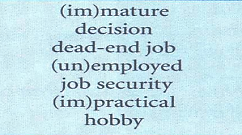 (im)mature
decision
dead-end job
(un)employed
job security
(im)practical
hobby